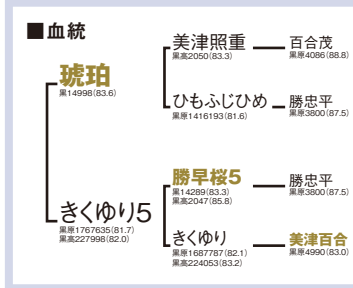 ■血統
美津照重
黒高2050(83.3)
百合茂
黒原4086(88.8)
琥珀
黒14998(83.6)
ひもふじひめ
黒原1416193(81.6)
勝忠平
黒原3800(87.5)
勝早桜5
黒14289(83.3)
黒高2047(85.8)
勝忠平
黒原3800(87.5)
きくゆり5
黒原1767635(81.7)
黒高227998(82.0)
きくゆり
黒原1687787(82.1)
黒高224053(83.2)
美津百合
黒原4990(83.0)